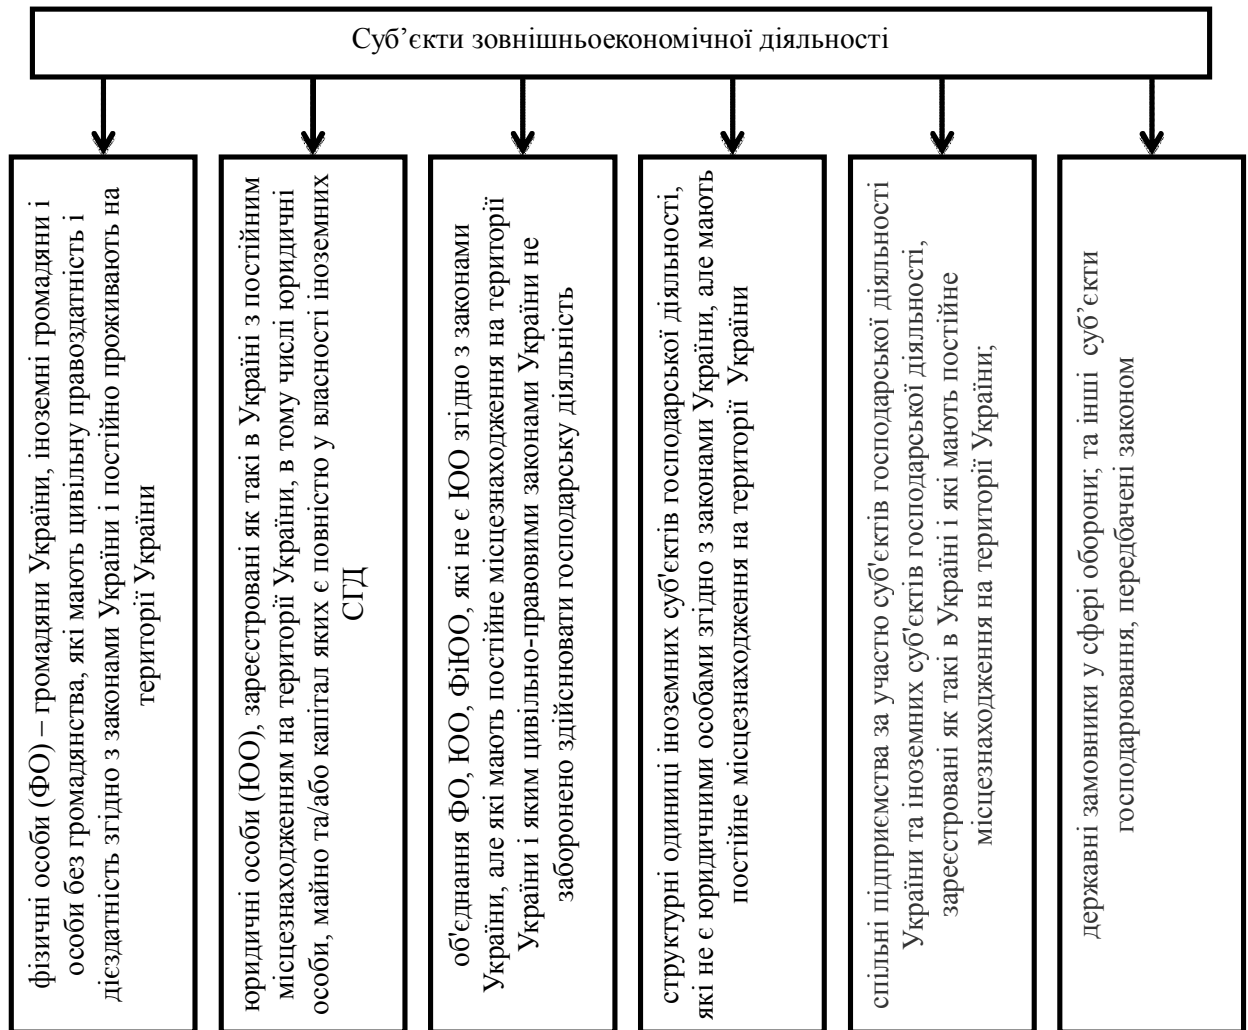 Суб’єкти зовнішньоекономічної діяльності
фізичні особи (ФО) – громадяни України, іноземні громадяни і
особи без громадянства, які мають цивільну правоздатність і
дієздатність згідно з законами України і постійно проживають на
території України
юридичні особи (ЮО), зареєстровані як такі в Україні з постійним
місцезнаходженням на території України, в тому числі юридичні
особи, майно та/або капітал яких є повністю у власності іноземних
СГД
об'єднання ФО, ЮО, ФіЮО, які не є ЮО згідно з законами
України, але які мають постійне місцезнаходження на території
України і яким цивільно-правовими законами України не
заборонено здійснювати господарську діяльність
структурні одиниці іноземних суб'єктів господарської діяльності,
які не є юридичними особами згідно з законами України, але мають
постійне місцезнаходження на території України
спільні підприємства за участю суб'єктів господарської діяльності
України та іноземних суб'єктів господарської діяльності,
зареєстровані як такі в Україні і які мають постійне
місцезнаходження на території України;
державні замовники у сфері оборони; та інші суб’єкти
господарювання, передбачені законом